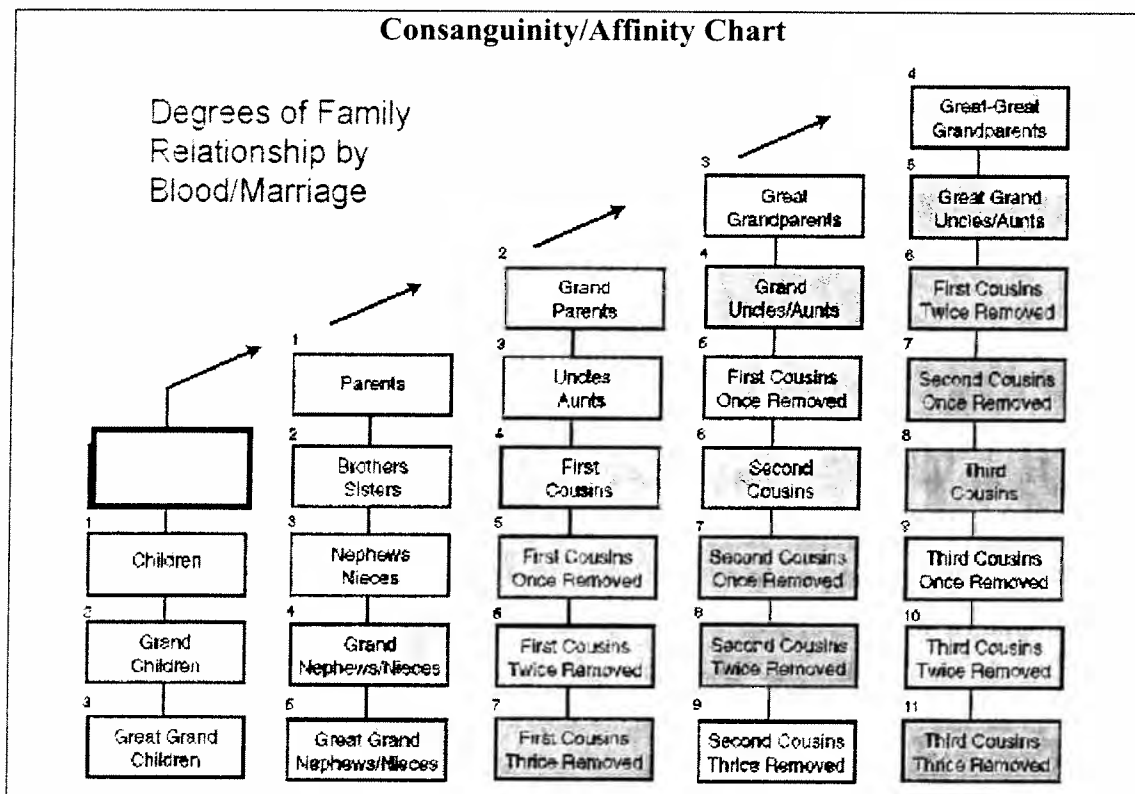 Consanguinity/Affinity Chart
Degrees of Family
Relationship by
Blood/Marriage
1
Children
2
Grand
Children
3
Great Grand
Children
1
Parents
2
Brothers
Sisters
3
Nephews
Nieces
4
Grand
Nephews/Nieces
5
Great Grand
Nephews/Nieces
2
Grand
Parents
3
Uncles
Aunts
4
First
Cousins
5
First Cousins
Once Removed
6
First Cousins
Twice Removed
7
First Cousins
Thrice Removed
3
Great
Grandparents
4
Grand
Uncles/Aunts
5
First Cousins
Once Removed
6
Second
Cousins
7
Second Cousins
Once Removed
8
Second Cousins
Twice Removed
9
Second Cousins
Thrice Removed
4
Great-Great
Grandparents
5
Great Grand
Uncles/Aunts
6
First Cousins
Twice Removed
7
Second Cousins
Once Removed
8
Third
Cousins
9
Third Cousins
Once Removed
10
Third Cousins
Twice Removed
11
Third Cousins
Thrice Removed